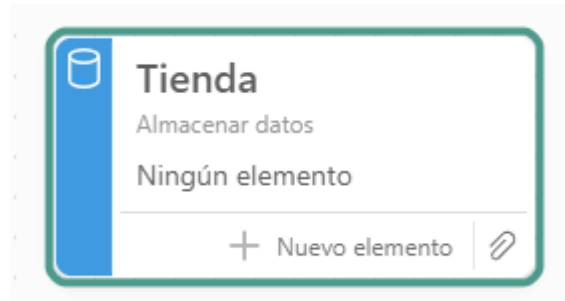 Tienda
Almacenar datos
Ningún elemento
Nuevo elemento